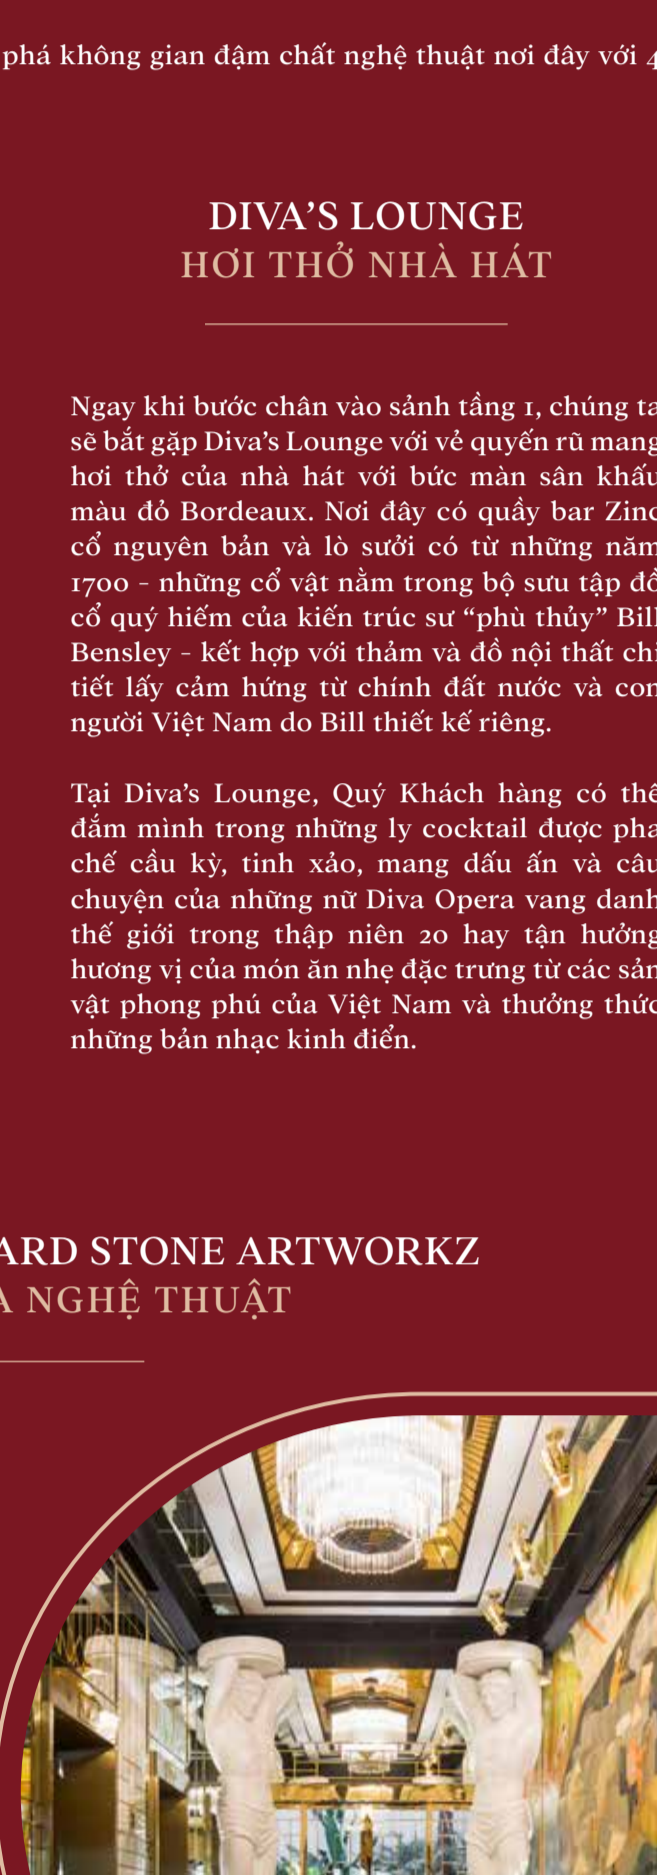 phá không gian đậm chất nghệ thuật nơi đây với 4
DIVA’S LOUNGE
HƠI THỞ NHÀ HÁT
Ngay khi bước chân vào sảnh tầng 1, chúng ta
sẽ bắt gặp Diva’s Lounge với vẻ quyến rũ mang
hơi thở của nhà hát với bức màn sân khấu
màu đỏ Bordeaux. Nơi đây có quầy bar Zinc
cổ nguyên bản và lò sưởi có từ những năm
1700 - những cổ vật nằm trong bộ sưu tập đồ
cổ quý hiếm của kiến trúc sư “phù thủy” Bill
Bensley - kết hợp với thảm và đồ nội thất chi
tiết lấy cảm hứng từ chính đất nước và con
người Việt Nam do Bill thiết kế riêng.
Tại Diva’s Lounge, Quý Khách hàng có thể
đắm mình trong những ly cocktail được pha
chế cầu kỳ, tinh xảo, mang dấu ấn và câu
chuyện của những nữ Diva Opera vang danh
thế giới trong thập niên 20 hay tận hưởng
hương vị của món ăn nhẹ đặc trưng từ các sản
vật phong phú của Việt Nam và thưởng thức
những bản nhạc kinh điển.
ARD STONE ARTWORKZ
A NGHỆ THUẬT